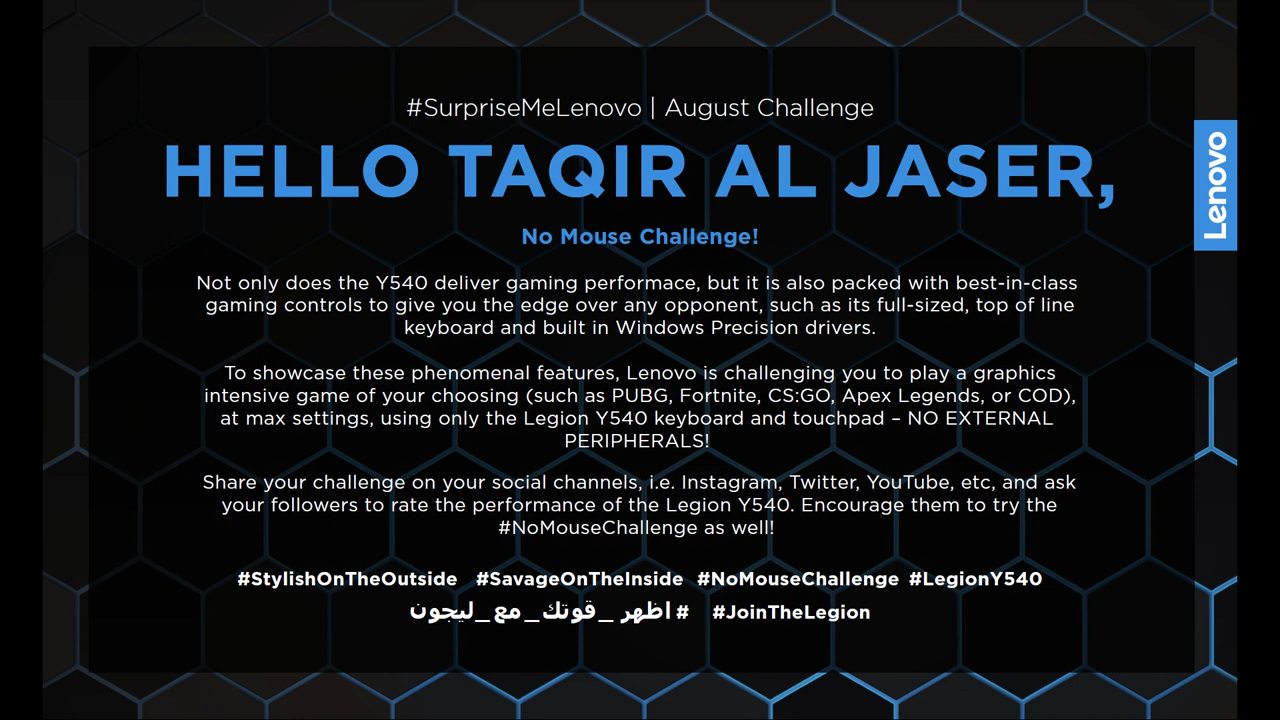 #SurpriseMeLenovo | August Challenge
HELLO TAQIR AL JASER,
Lenovo
No Mouse Challenge!
Not only does the Y540 deliver gaming performace, but it is also packed with best-in-class
gaming controls to give you the edge over any opponent, such as its full-sized, top of line
keyboard and built in Windows Precision drivers.
To showcase these phenomenal features, Lenovo is challenging you to play a graphics
intensive game of your choosing (such as PUBG, Fortnite, CS:GO, Apex Legends, or COD),
at max settings, using only the Legion Y540 keyboard and touchpad – NO EXTERNAL
PERIPHERALS!
Share your challenge on your social channels, i.e. Instagram, Twitter, YouTube, etc, and ask
your followers to rate the performance of the Legion Y540. Encourage them to try the
#NoMouseChallenge as well!
#StylishOnTheOutside #SavageOnTheInside #NoMouseChallenge #LegionY540
#اظهر_قوتك_مع_ليجون #JoinTheLegion